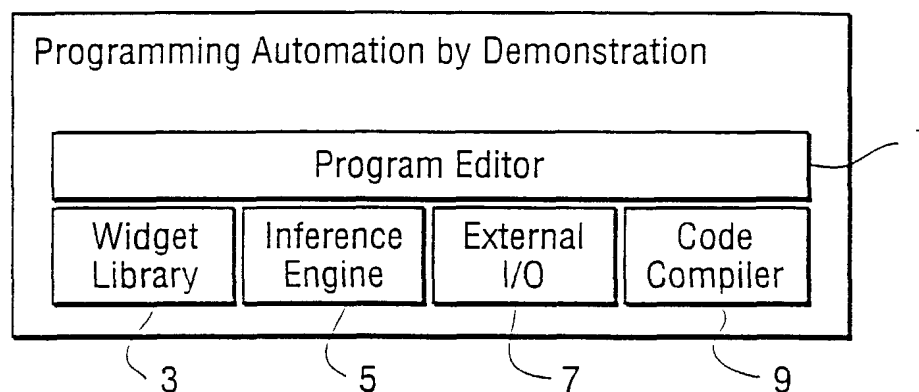 Programming Automation by Demonstration
Program Editor
Widget
Library
Inference
Engine
External
I/O
Code
Compiler
3
5
7
9